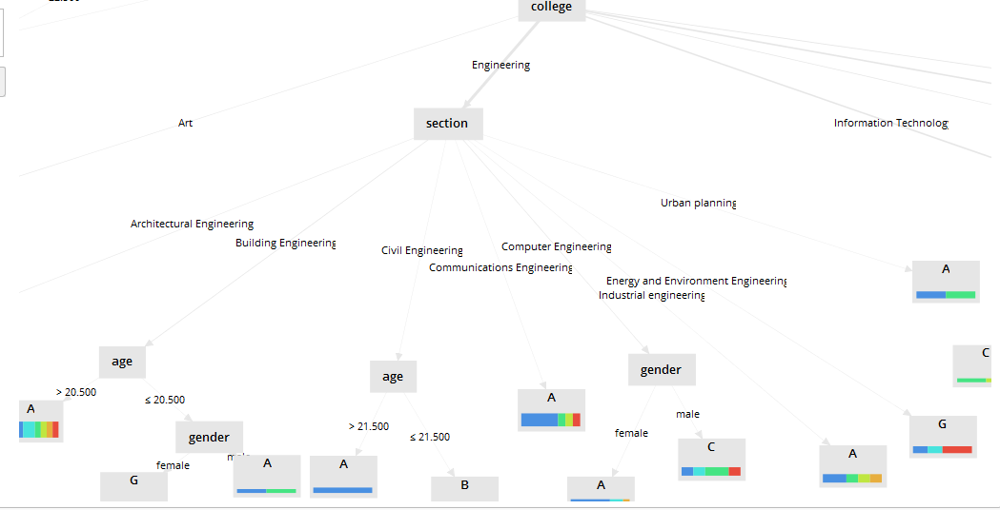 college
Engineering
Art
section
Information Technolog
Urban planning
Architectural Engineering
Building Engineering
Civil Engineering
Computer Engineering
Communications Engineering
Energy and Environment Engineering
Industrial engineering
A
age
age
gender
C
> 20.500
≤ 20.500
A
A
male
> 21.500
≤ 21.500
female
gender
G
C
A
female
A
A
G
B
A